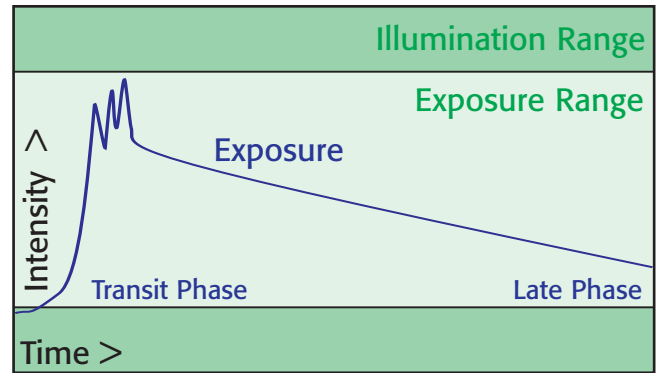 Illumination Range
Exposure Range
Exposure
Intensity >
Transit Phase
Late Phase
Time >